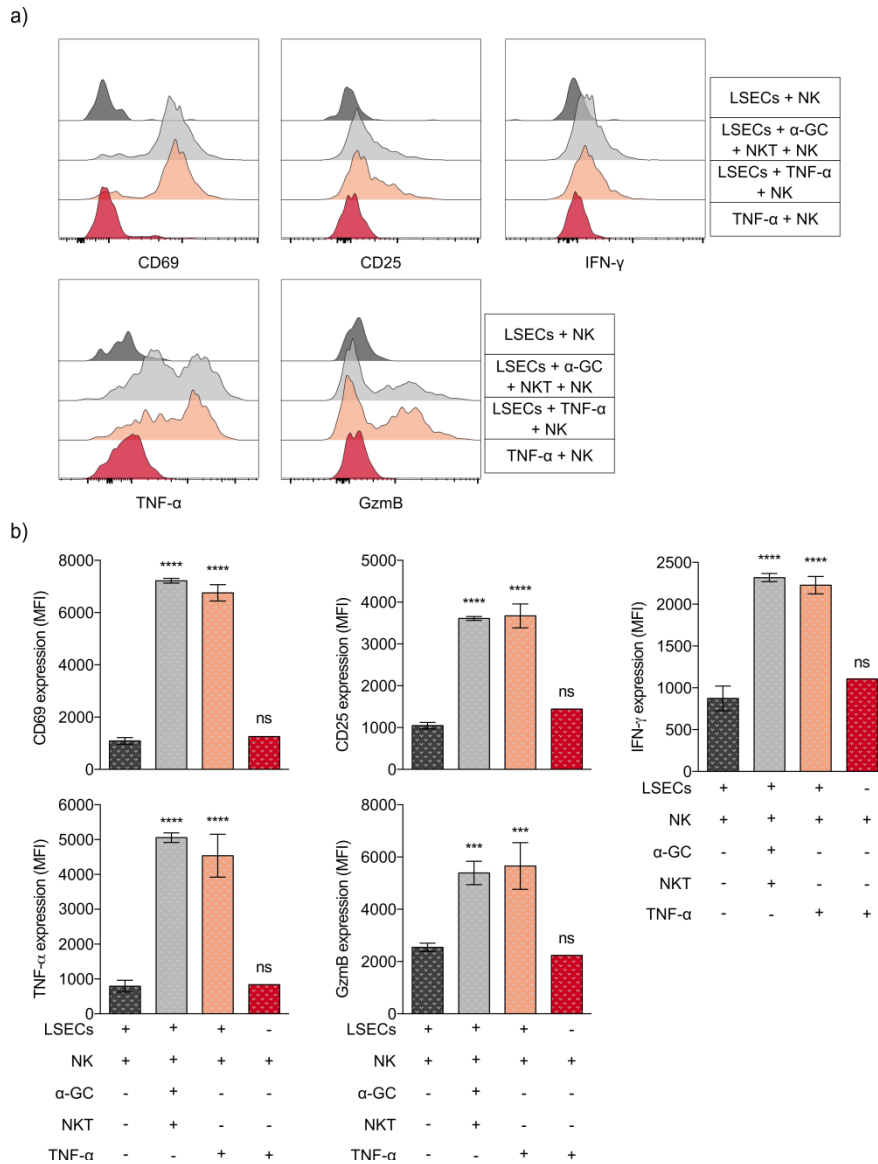 a)
LSECs + NK
LSECs + α-GC
+ NKT + NK
LSECs + TNF-α
+ NK
TNF-α + NK
CD69
CD25
IFN-γ
LSECs + NK
LSECs + α-GC
+ NKT + NK
LSECs + TNF-α
+ NK
TNF-α + NK
TNF-α
GzmB
b)
CD69 expression (MFI)
8000
6000
4000
2000
0
**** **** ns
CD25 expression (MFI)
5000
4000
3000
2000
1000
0
**** **** ns
IFN-γ expression (MFI)
2500
2000
1500
1000
500
0
**** **** ns
LSECs + + + -
NK + + + +
α-GC - + - -
NKT - + - -
TNF-α - - + +
TNF-α expression (MFI)
6000
5000
4000
3000
2000
1000
0
**** **** ns
LSECs + + + -
NK + + + +
α-GC - + - -
NKT - + - -
TNF-α - - + +
GzmB expression (MFI)
8000
6000
4000
2000
0
*** *** ns
LSECs + + + -
NK + + + +
α-GC - + - -
NKT - + - -
TNF-α - - + +